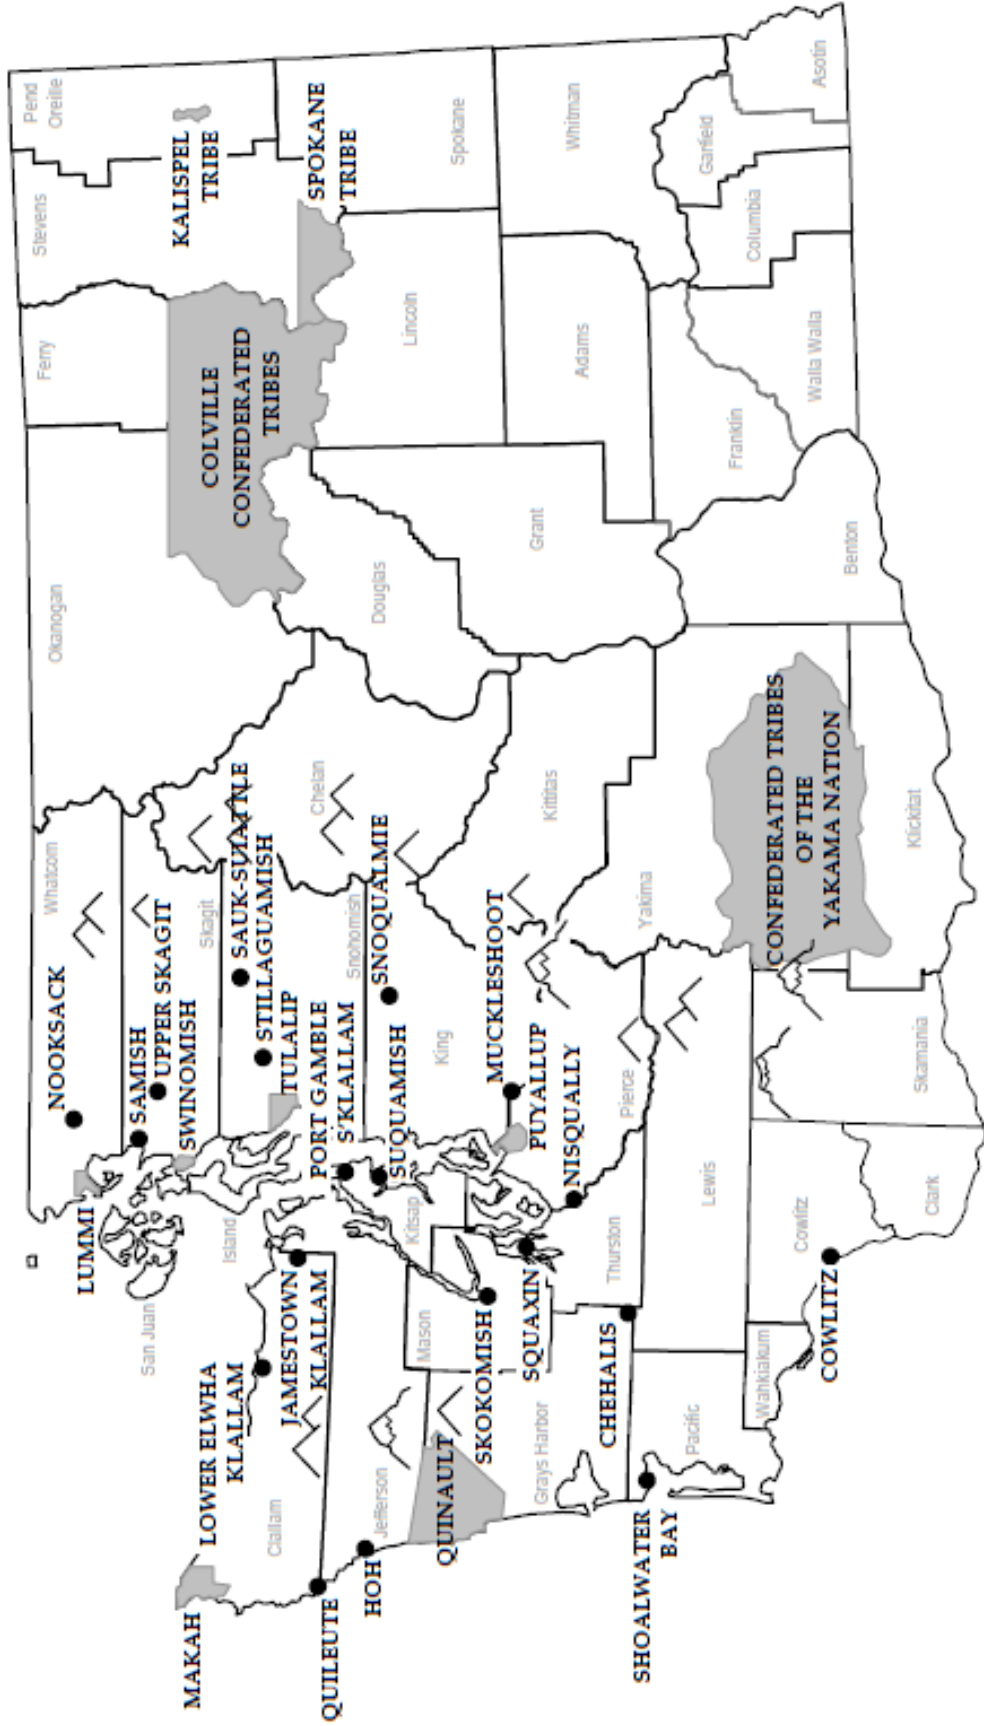 MAKAH
LOWER ELWHA
KLALLAM
Clallam
QUILEUTE
HOH
Jefferson
QUINAULT
JAMESTOWN
KLALLAM
San Juan
LUMMI
Island
NOOKSACK
Whatcom
SAMISH
UPPER SKAGIT
SWINOMISH
Skagit
SAUK-SUIATTLE
STILLAGUAMISH
TULALIP
Snohomish
PORT GAMBLE
S'KLALLAM
SUQUAMISH
SNOQUALMIE
Kitsap
King
Mason
SKOKOMISH
SQUAXIN
MUCKLESHOOT
PUYALLUP
NISQUALLY
Pierce
Thurston
Grays Harbor
CHEHALIS
SHOALWATER
BAY
Pacific
Lewis
Wahkiakum
Cowlitz
COWLITZ
Clark
Skamania
Okanogan
Chelan
Douglas
Kittitas
Grant
Yakima
CONFEDERATED TRIBES
OF THE
YAKAMA NATION
Klickitat
Benton
Ferry
COLVILLE
CONFEDERATED
TRIBES
Stevens
Pend
Oreille
KALISPEL
TRIBE
SPOKANE
TRIBE
Spokane
Lincoln
Adams
Whitman
Franklin
Walla Walla
Columbia
Garfield
Asotin